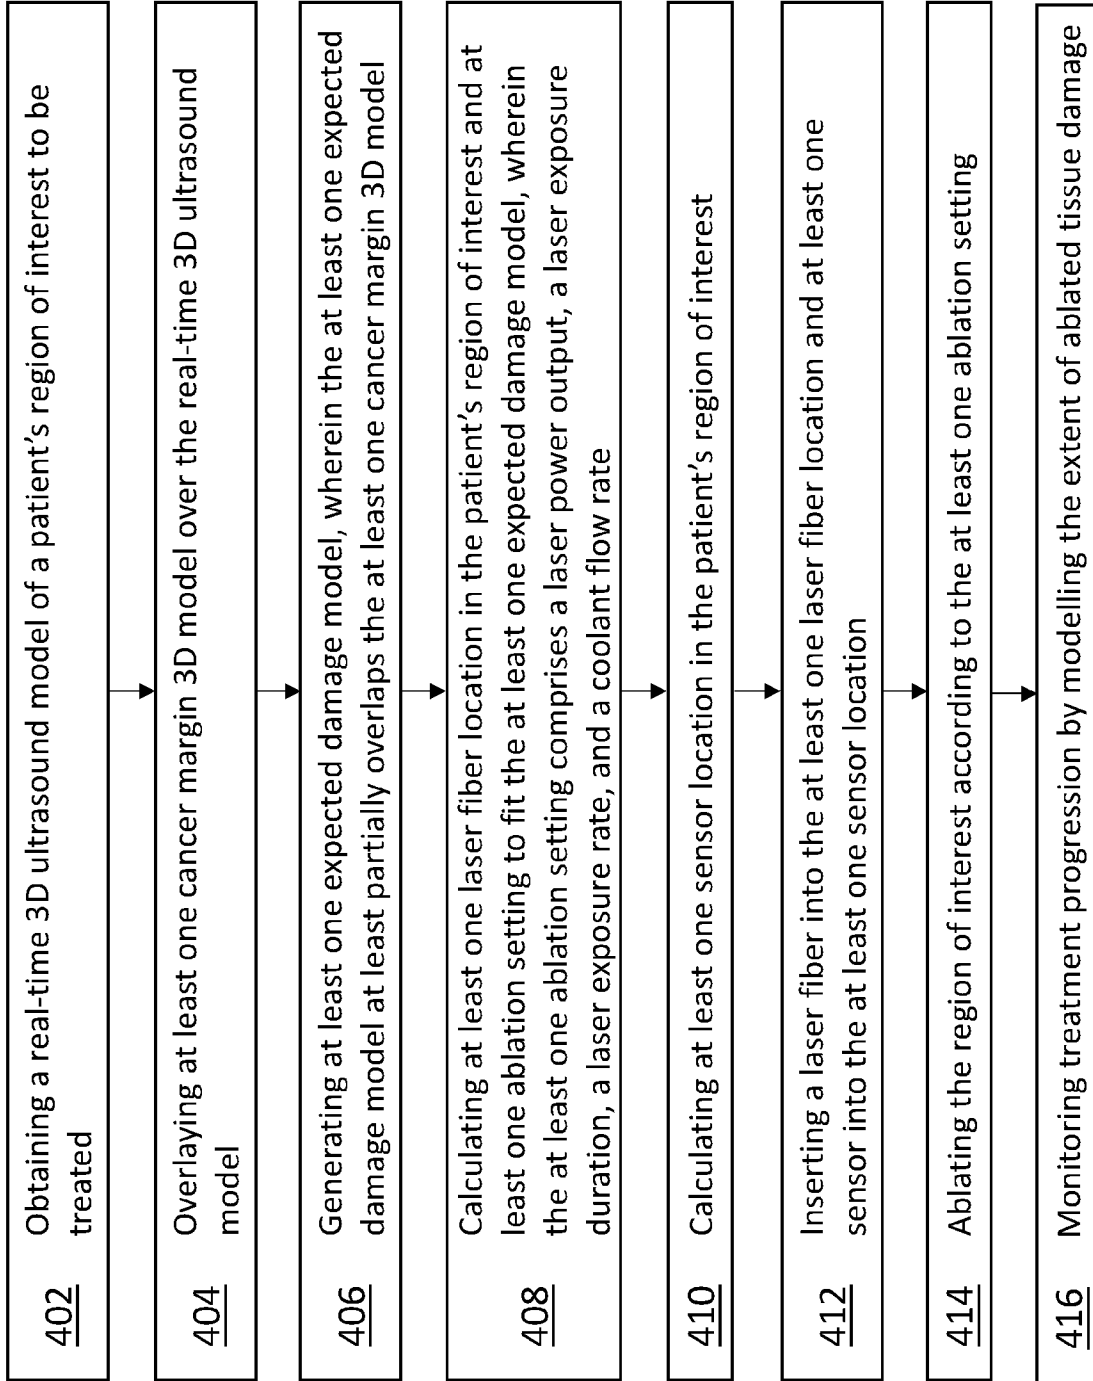 402
Obtaining a real-time 3D ultrasound model of a patient's region of interest to be
treated
404
Overlaying at least one cancer margin 3D model over the real-time 3D ultrasound
model
406
Generating at least one expected damage model, wherein the at least one expected
damage model at least partially overlaps the at least one cancer margin 3D model
408
Calculating at least one laser fiber location in the patient's region of interest and at
least one ablation setting to fit the at least one expected damage model, wherein
the at least one ablation setting comprises a laser power output, a laser exposure
duration, a laser exposure rate, and a coolant flow rate
410
Calculating at least one sensor location in the patient's region of interest
412
Inserting a laser fiber into the at least one laser fiber location and at least one
sensor into the at least one sensor location
414
Ablating the region of interest according to the at least one ablation setting
416
Monitoring treatment progression by modelling the extent of ablated tissue damage